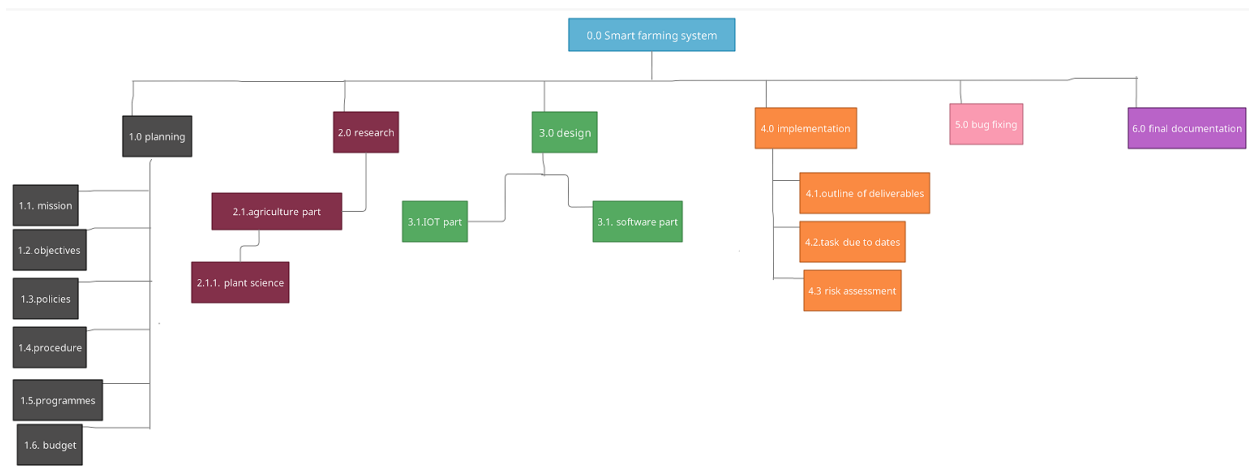 0.0 Smart farming system
1.0 planning
2.0 research
3.0 design
4.0 implementation
5.0 bug fixing
6.0 final documentation
1.1. mission
1.2 objectives
1.3.policies
1.4.procedure
1.5.programmes
1.6. budget
2.1.agriculture part
2.1.1. plant science
3.1.IOT part
3.1. software part
4.1.outline of deliverables
4.2.task due to dates
4.3 risk assessment